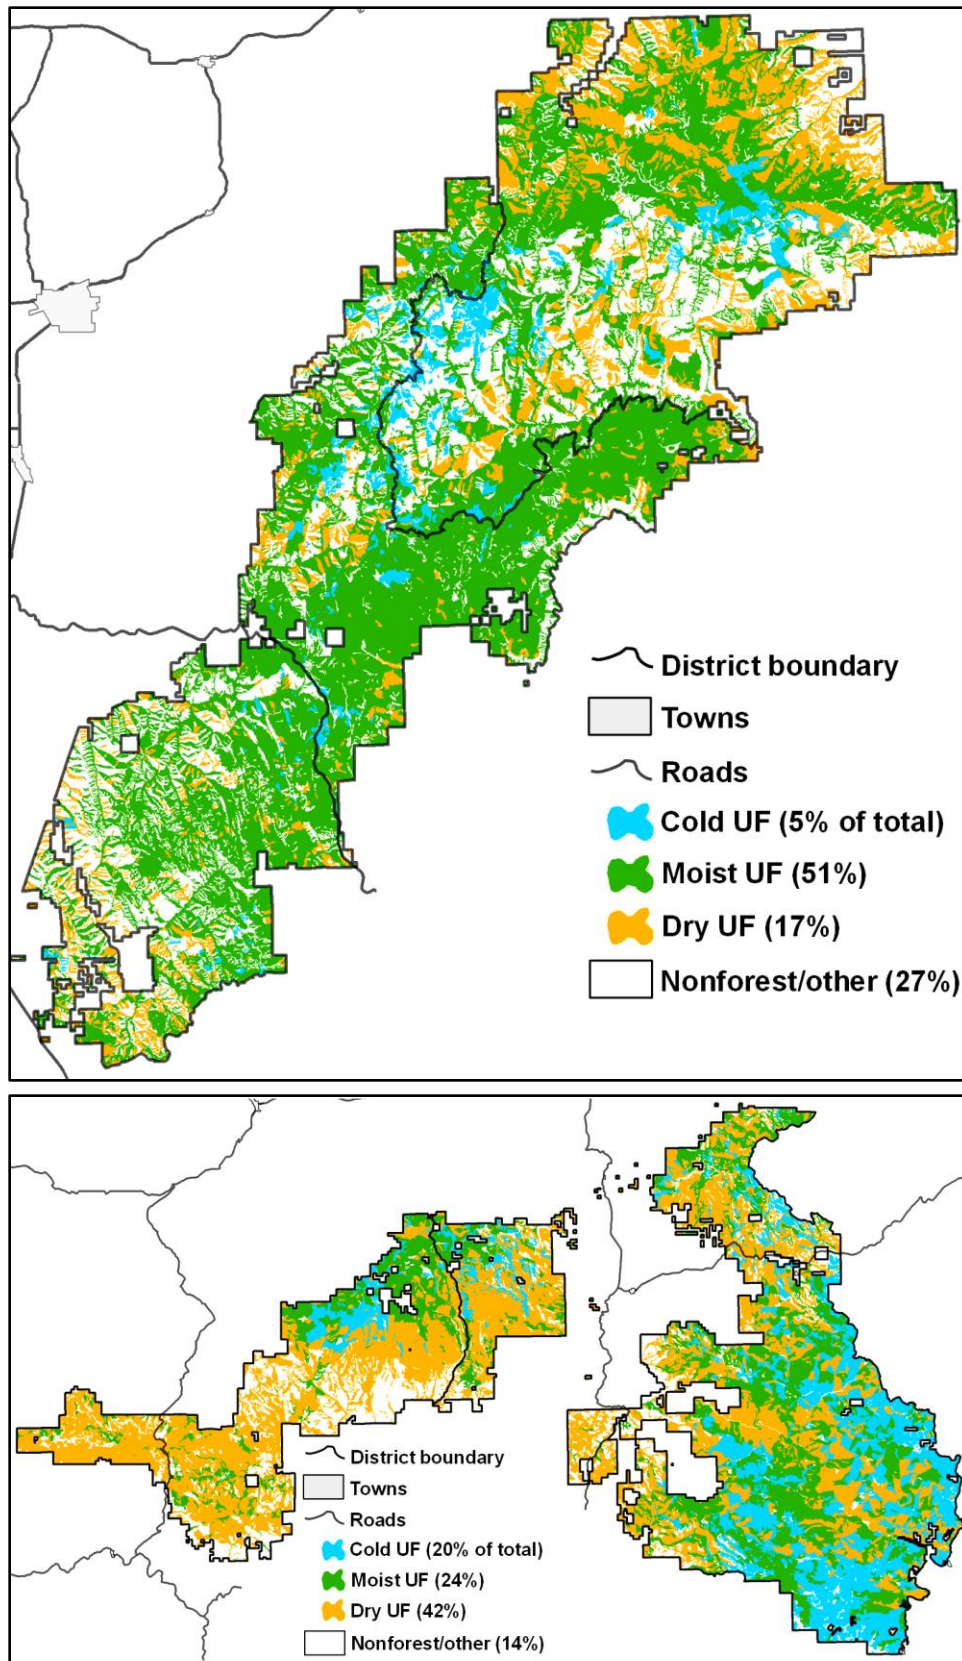 District boundary
Towns
Roads
Cold UF (5% of total)
Moist UF (51%)
Dry UF (17%)
Nonforest/other (27%)
District boundary
Towns
Roads
Cold UF (20% of total)
Moist UF (24%)
Dry UF (42%)
Nonforest/other (14%)